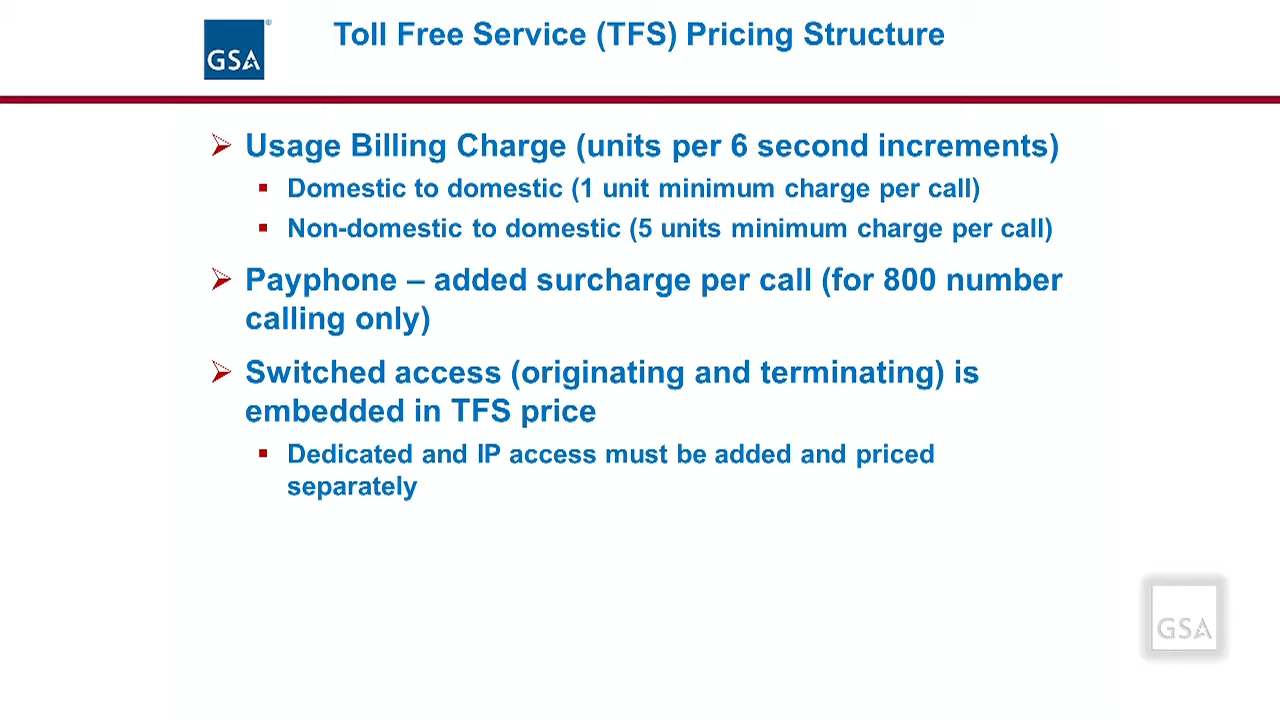 GSA
®
Toll Free Service (TFS) Pricing Structure
Usage Billing Charge (units per 6 second increments)
Domestic to domestic (1 unit minimum charge per call)
Non-domestic to domestic (5 units minimum charge per call)
Payphone – added surcharge per call (for 800 number
calling only)
Switched access (originating and terminating) is
embedded in TFS price
Dedicated and IP access must be added and priced
separately
GSA